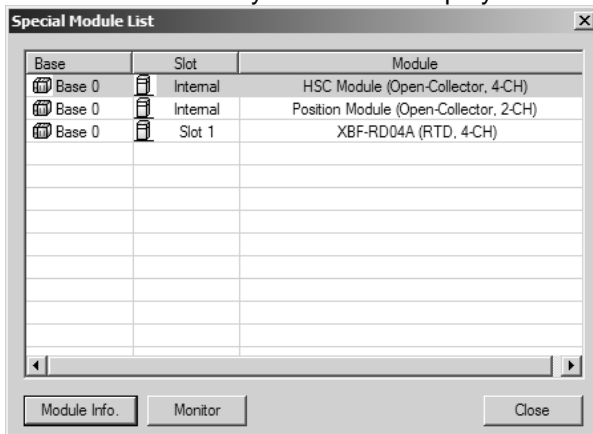 Special Module List
Base Slot Module
Base 0 Internal HSC Module (Open-Collector, 4-CH)
Base 0 Internal Position Module (Open-Collector, 2-CH)
Base 0 Slot 1 XBF-RD04A (RTD, 4-CH)
Module Info. Monitor Close